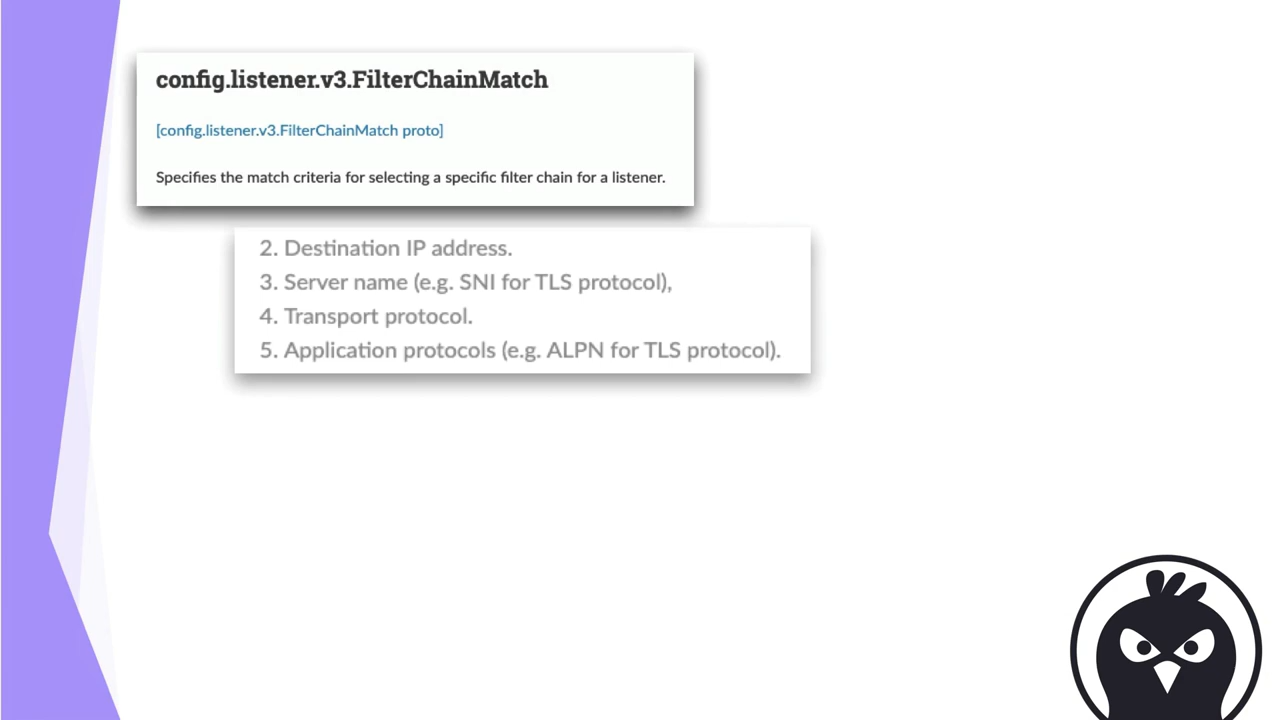 config.listener.v3.FilterChainMatch
[config.listener.v3.FilterChainMatch proto]
Specifies the match criteria for selecting a specific filter chain for a listener.
2. Destination IP address.
3. Server name (e.g. SNI for TLS protocol),
4. Transport protocol.
5. Application protocols (e.g. ALPN for TLS protocol).